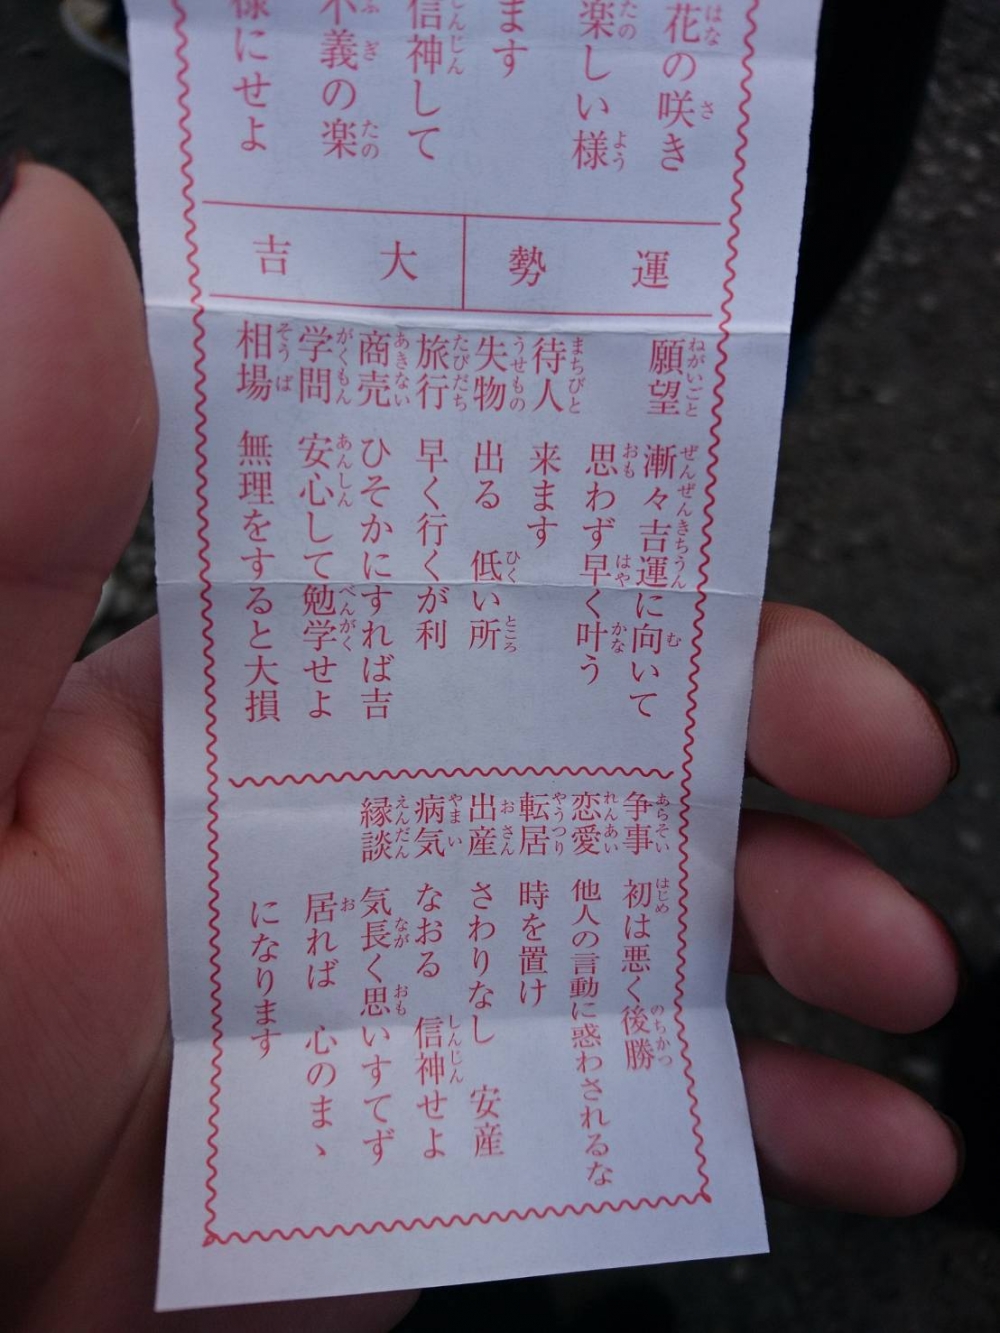 花の咲き
楽しい様
ます
信神して
不義の楽
様にせよ
運勢 大吉
願望 漸々吉運に向いて
思わず早く叶う
待人 来ます
失物 出る 低い所
旅行 早く行くが利
商売 ひそかにすれば吉
学問 安心して勉学せよ
相場 無理をすると大損
争事 初は悪く後勝
恋愛 他人の言動に惑わされるな
転居 時を置け
出産 さわりなし 安産
病気 なおる 信神せよ
縁談 気長く思いすてず
居れば 心のまゝ
になります